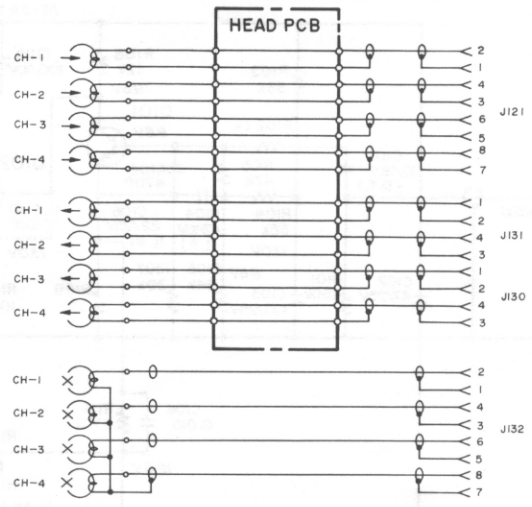 HEAD PCB
CH-1 2
1
CH-2 4
3
J121
CH-3 6
5
CH-4 8
7
CH-1 1
2
J131
CH-2 4
3
CH-3 1
2
J130
CH-4 4
3
CH-1 2
1
CH-2 4
3
J132
CH-3 6
5
CH-4 8
7